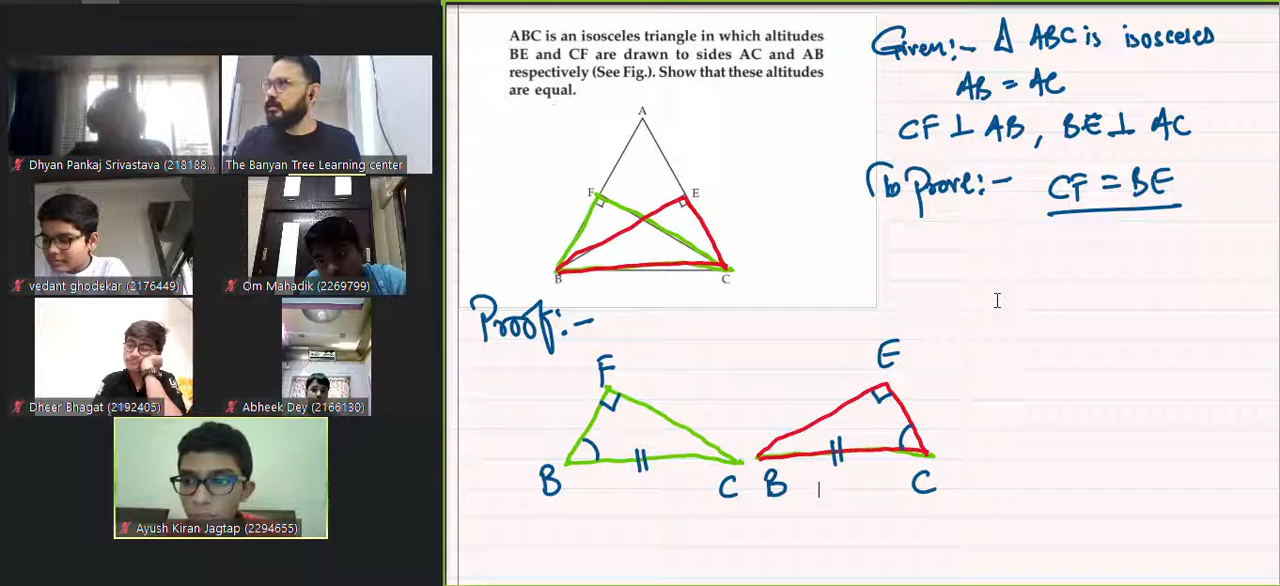 ABC is an isosceles triangle in which altitudes
BE and CF are drawn to sides AC and AB
respectively (See Fig.). Show that these altitudes
are equal.
A
F
E
B
C
Given:- Δ ABC is isosceles
AB = AC
CF ⊥ AB, BE ⊥ AC
To Prove:- CF = BE
Proof:-
F
E
B
C
B
C
Dhyan Pankaj Srivastava (218188...
The Banyan Tree Learning center
vedant ghodekar (2176449)
Om Mahadik (2269799)
Dheer Bhagat (2192405)
Abheek Dey (2166130)
Ayush Kiran Jagtap (2294655)